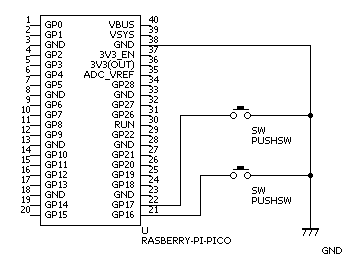 1 GP0 VBUS 40
2 GP1 VSYS 39
3 GND GND 38
4 GP2 3V3_EN 37
5 GP3 3V3(OUT) 36
6 GP4 ADC_VREF 35
7 GP5 GP28 34
8 GND GND 33
9 GP6 GP27 32
10 GP7 GP26 31
11 GP8 RUN 30
12 GP9 GP22 29
13 GND GND 28
14 GP10 GP21 27
15 GP11 GP20 26
16 GP12 GP19 25
17 GP13 GP18 24
18 GND GND 23
19 GP14 GP17 22
20 GP15 GP16 21
U
RASBERRY-PI-PICO
SW
PUSHSW
SW
PUSHSW
GND